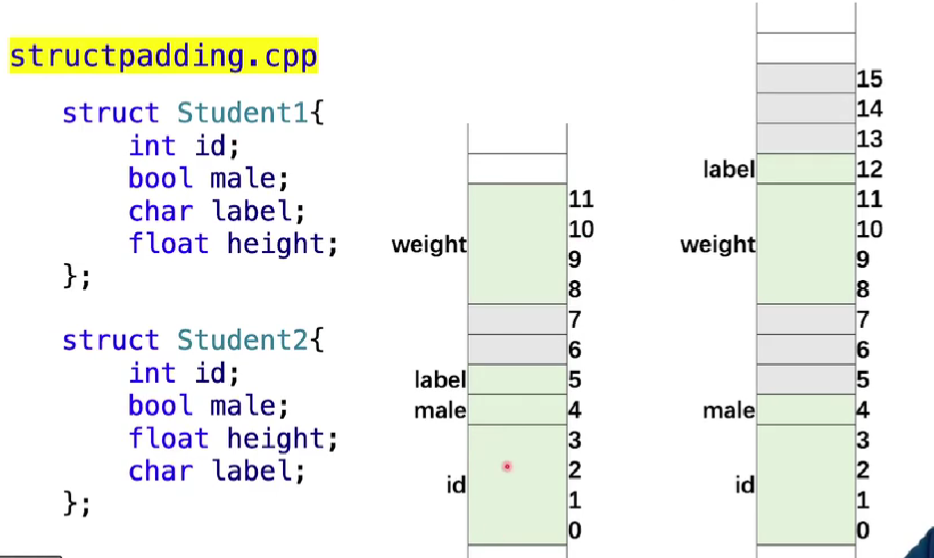 structpadding.cpp
struct Student1{
int id;
bool male;
char label;
float height;
};
struct Student2{
int id;
bool male;
float height;
char label;
};
11
10
weight
9
8
7
6
label 5
male 4
3
2
id
1
0
15
14
13
label 12
11
10
weight
9
8
7
6
5
male 4
3
2
id
1
0